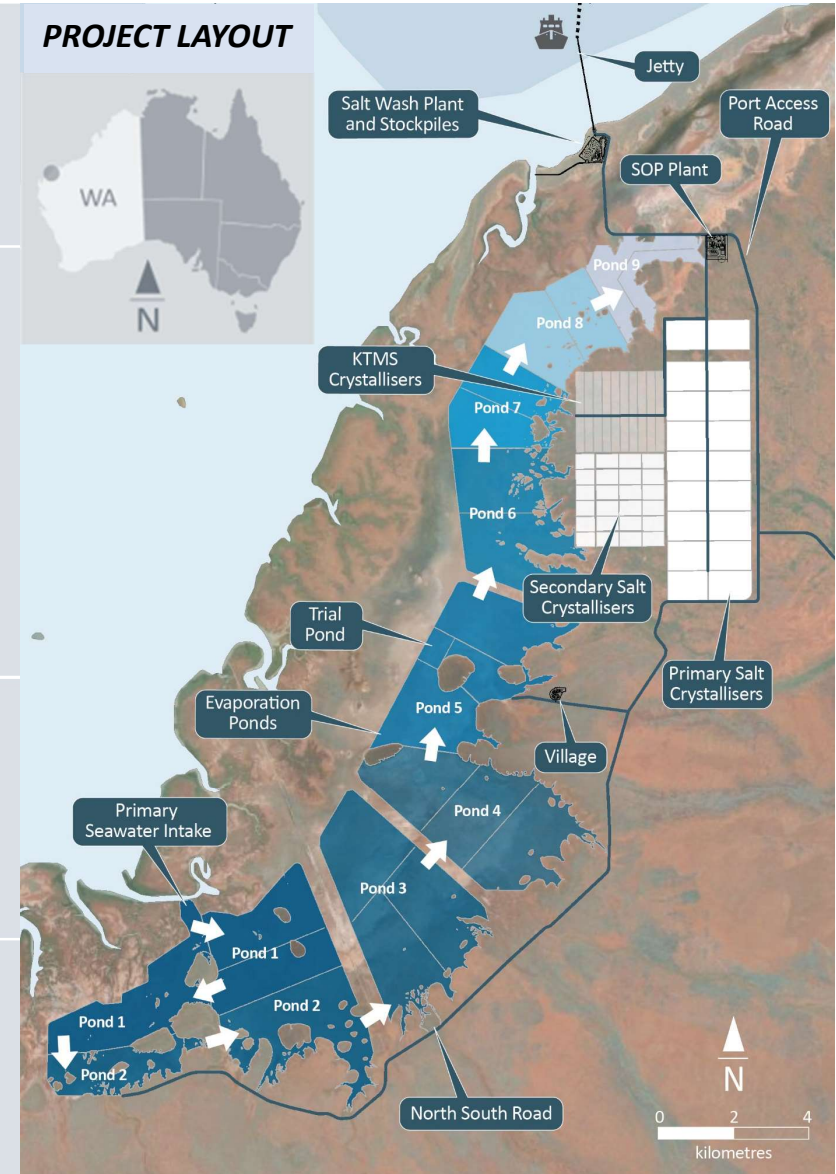 PROJECT LAYOUT
WA
N
Jetty
Salt Wash Plant
and Stockpiles
Port Access
Road
SOP Plant
Pond 9
Pond 8
KTMS
Crystallisers
Pond 7
Pond 6
Secondary Salt
Crystallisers
Trial
Pond
Primary Salt
Crystallisers
Evaporation
Ponds
Pond 5
Village
Primary
Seawater Intake
Pond 4
Pond 3
Pond 1
Pond 2
Pond 1
Pond 2
North South Road
N
0 2 4
kilometres